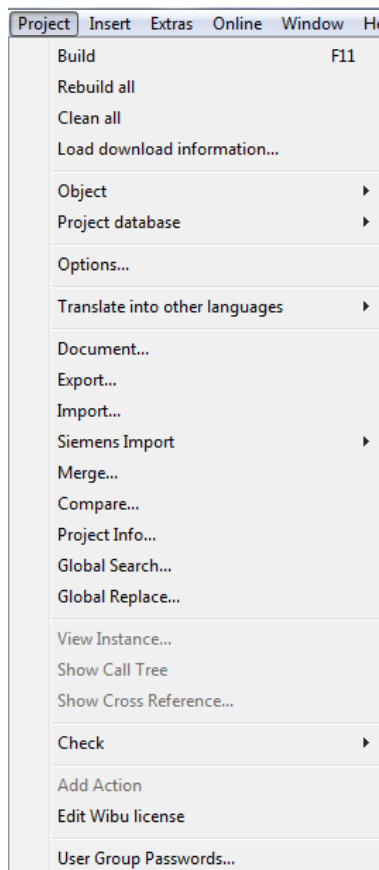 Project Insert Extras Online Window
Build F11
Rebuild all
Clean all
Load download information...
Object
Project database
Options...
Translate into other languages
Document...
Export...
Import...
Siemens Import
Merge...
Compare...
Project Info...
Global Search...
Global Replace...
View Instance...
Show Call Tree
Show Cross Reference...
Check
Add Action
Edit Wibu license
User Group Passwords...